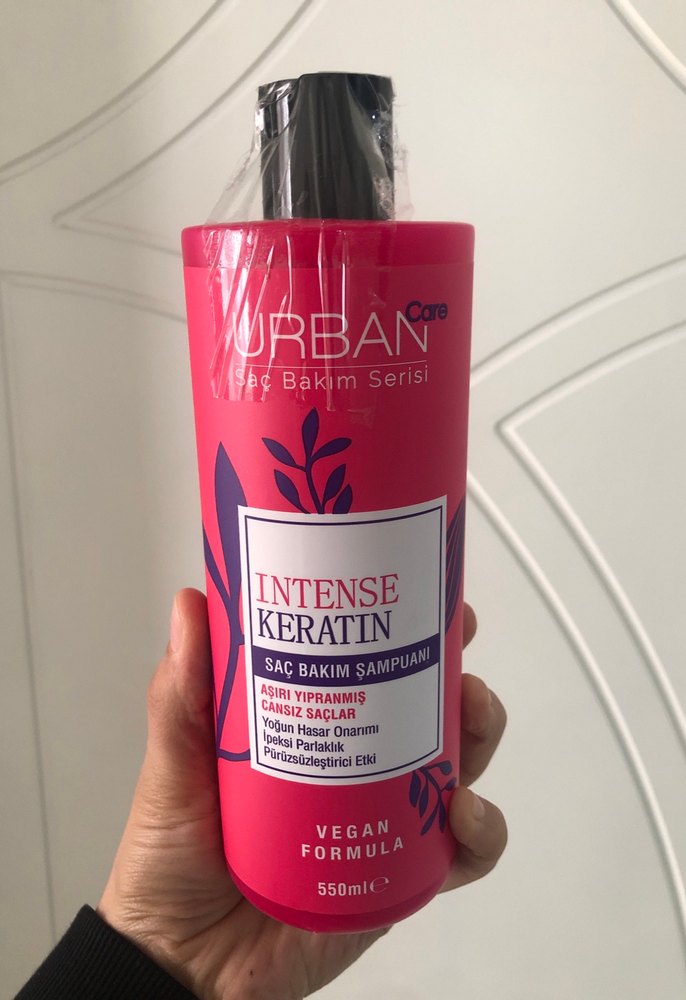 URBAN Care
Saç Bakım Serisi
INTENSE
KERATIN
SAÇ BAKIM ŞAMPUANI
AŞIRI YIPRANMIŞ
CANSIZ SAÇLAR
Yoğun Hasar Onarımı
İpeksi Parlaklık
Pürüzsüzleştirici Etki
VEGAN
FORMULA
550ml℮